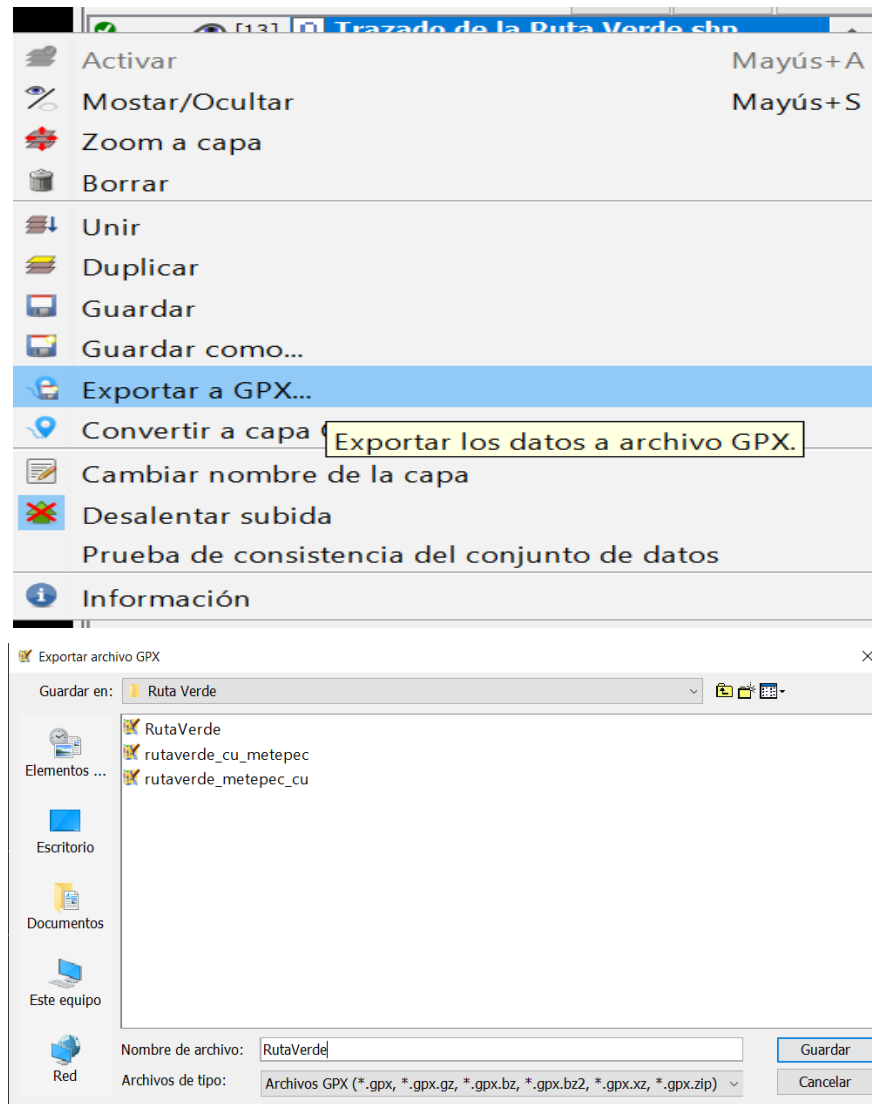 [13] Trazado de la Ruta Verde.shp
Activar Mayús+A
Mostar/Ocultar Mayús+S
Zoom a capa
Borrar
Unir
Duplicar
Guardar
Guardar como...
Exportar a GPX...
Convertir a capa
Exportar los datos a archivo GPX.
Cambiar nombre de la capa
Desalentar subida
Prueba de consistencia del conjunto de datos
Información
Exportar archivo GPX
Guardar en: Ruta Verde
RutaVerde
rutaverde_cu_metepec
rutaverde_metepec_cu
Elementos ...
Escritorio
Documentos
Este equipo
Red
Nombre de archivo: RutaVerde Guardar
Archivos de tipo: Archivos GPX (*.gpx, *.gpx.gz, *.gpx.bz, *.gpx.bz2, *.gpx.xz, *.gpx.zip) Cancelar